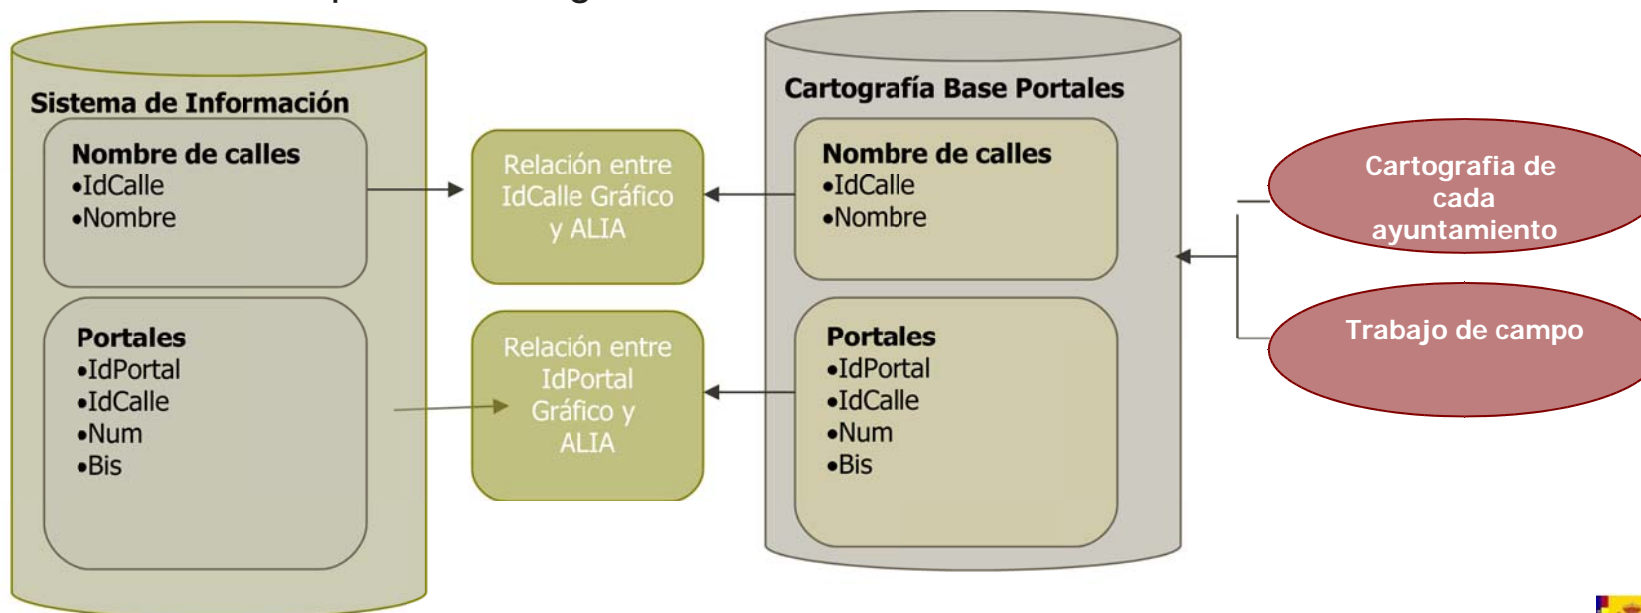 Sistema de Información
Nombre de calles
•IdCalle
•Nombre
Portales
•IdPortal
•IdCalle
•Num
•Bis
Relación entre
IdCalle Gráfico
y ALIA
Relación entre
IdPortal
Gráfico y
ALIA
Cartografía Base Portales
Nombre de calles
•IdCalle
•Nombre
Portales
•IdPortal
•IdCalle
•Num
•Bis
Cartografia de
cada
ayuntamiento
Trabajo de campo